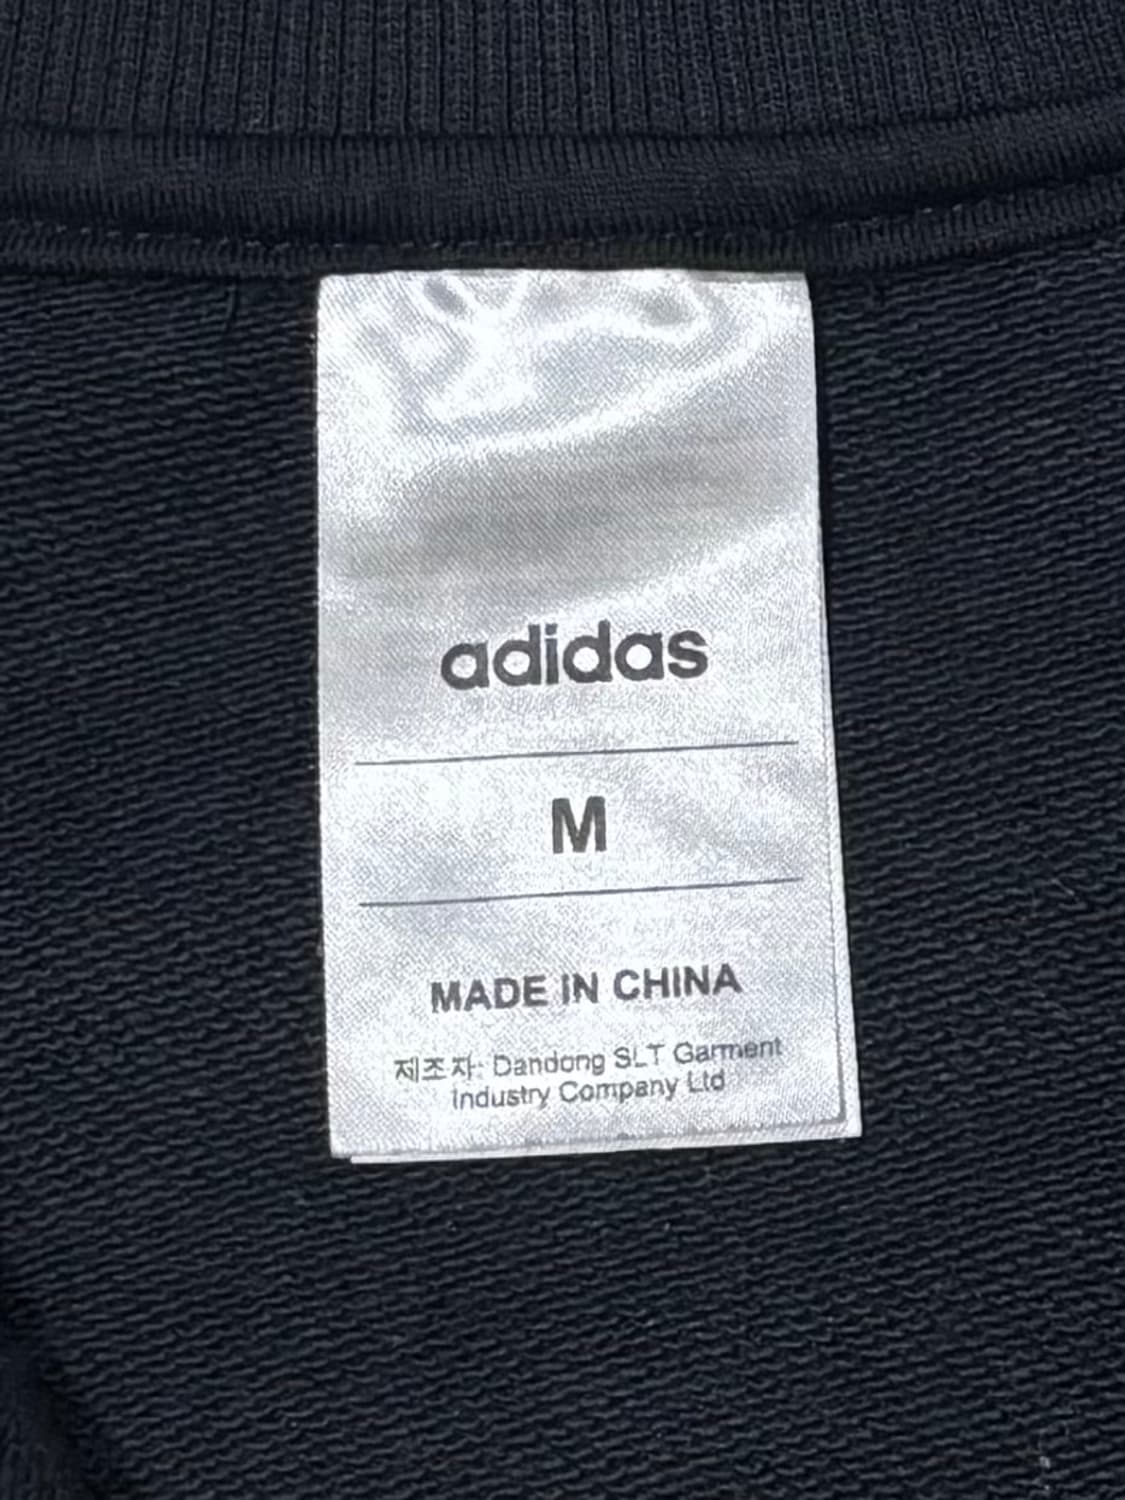 adidas
M
MADE IN CHINA
제조자: Dandong SLT Garment
Industry Company Ltd